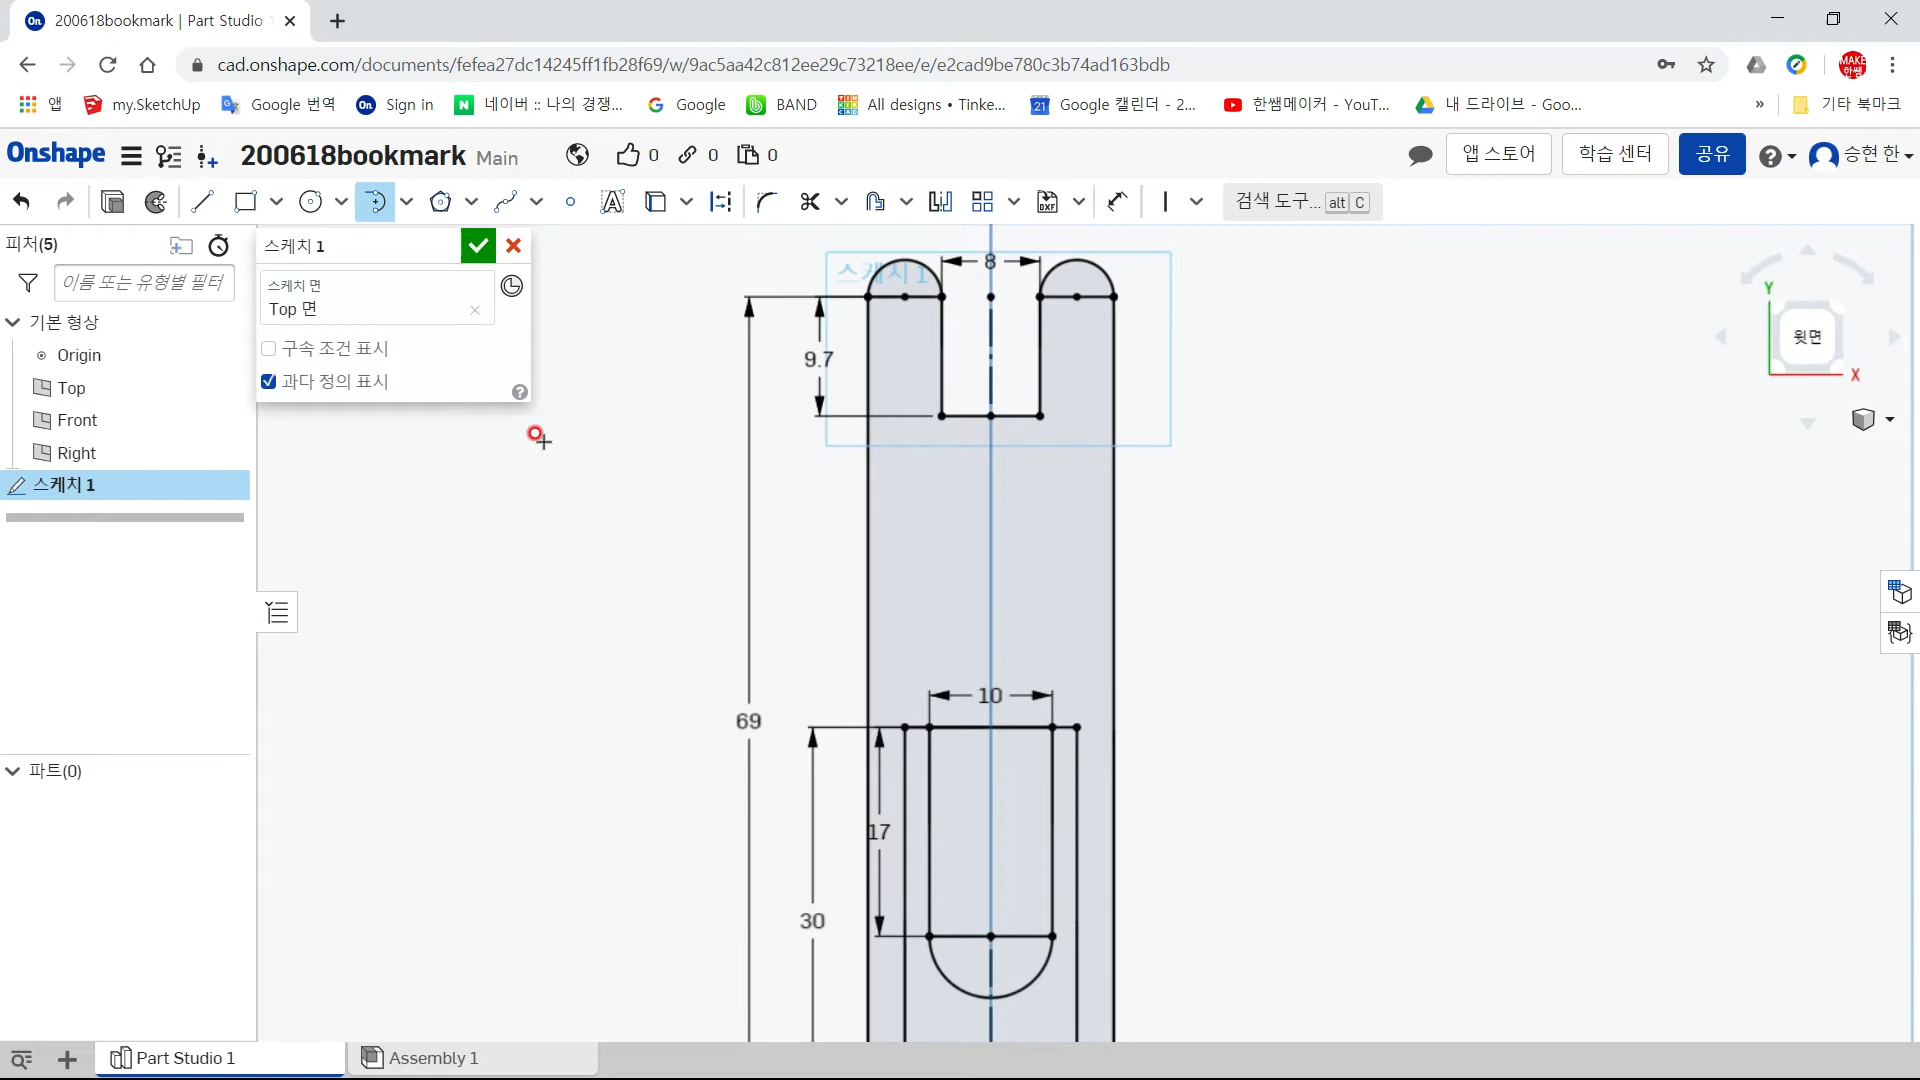 200618bookmark | Part Studio
cad.onshape.com/documents/fefea27dc14245ff1fb28f69/w/9ac5aa42c812ee29c73218ee/e/e2cad9be780c3b74ad163bdb
MAKE 한쌤
앱 my.SketchUp Google 번역 Sign in 네이버 :: 나의 경쟁... Google BAND All designs • Tinke... Google 캘린더 - 2... 한쌤메이커 - YouT... 내 드라이브 - Goo... » 기타 북마크
Onshape 200618bookmark Main 0 0 0 앱 스토어 학습 센터 공유 승현 한
검색 도구... alt C
피처(5)
이름 또는 유형별 필터
기본 형상
Origin
Top
Front
Right
스케치 1
파트(0)
스케치 1
스케치 면
Top 면
구속 조건 표시
과다 정의 표시
스케치 1
8
9.7
69
10
17
30
Y
윗면
X
Part Studio 1 Assembly 1